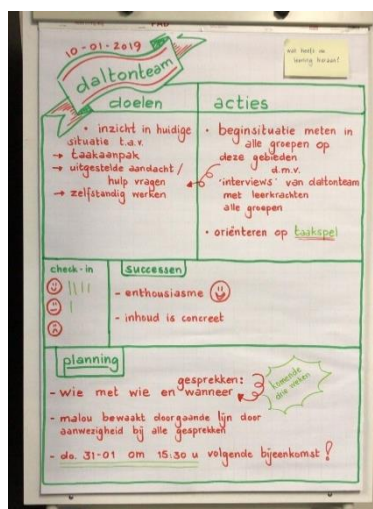 10-01-2019
daltonteam
wat heeft de
leerling hieraan?
doelen
• inzicht in huidige
situatie t.a.v.
→ taakaanpak
→ uitgestelde aandacht/
hulp vragen
→ zelfstandig werken
acties
• beginsituatie meten in
alle groepen op
deze gebieden
d.m.v.
'interviews' van daltonteam
met leerkrachten
alle groepen
• oriënteren op taakspel
check-in
successen
- enthousiasme
- inhoud is concreet
planning
gesprekken:
- wie met wie en wanneer
komende
drie weken
- malou bewaakt doorgaande lijn door
aanwezigheid bij alle gesprekken
- do. 31-01 om 15:30 u volgende bijeenkomst!